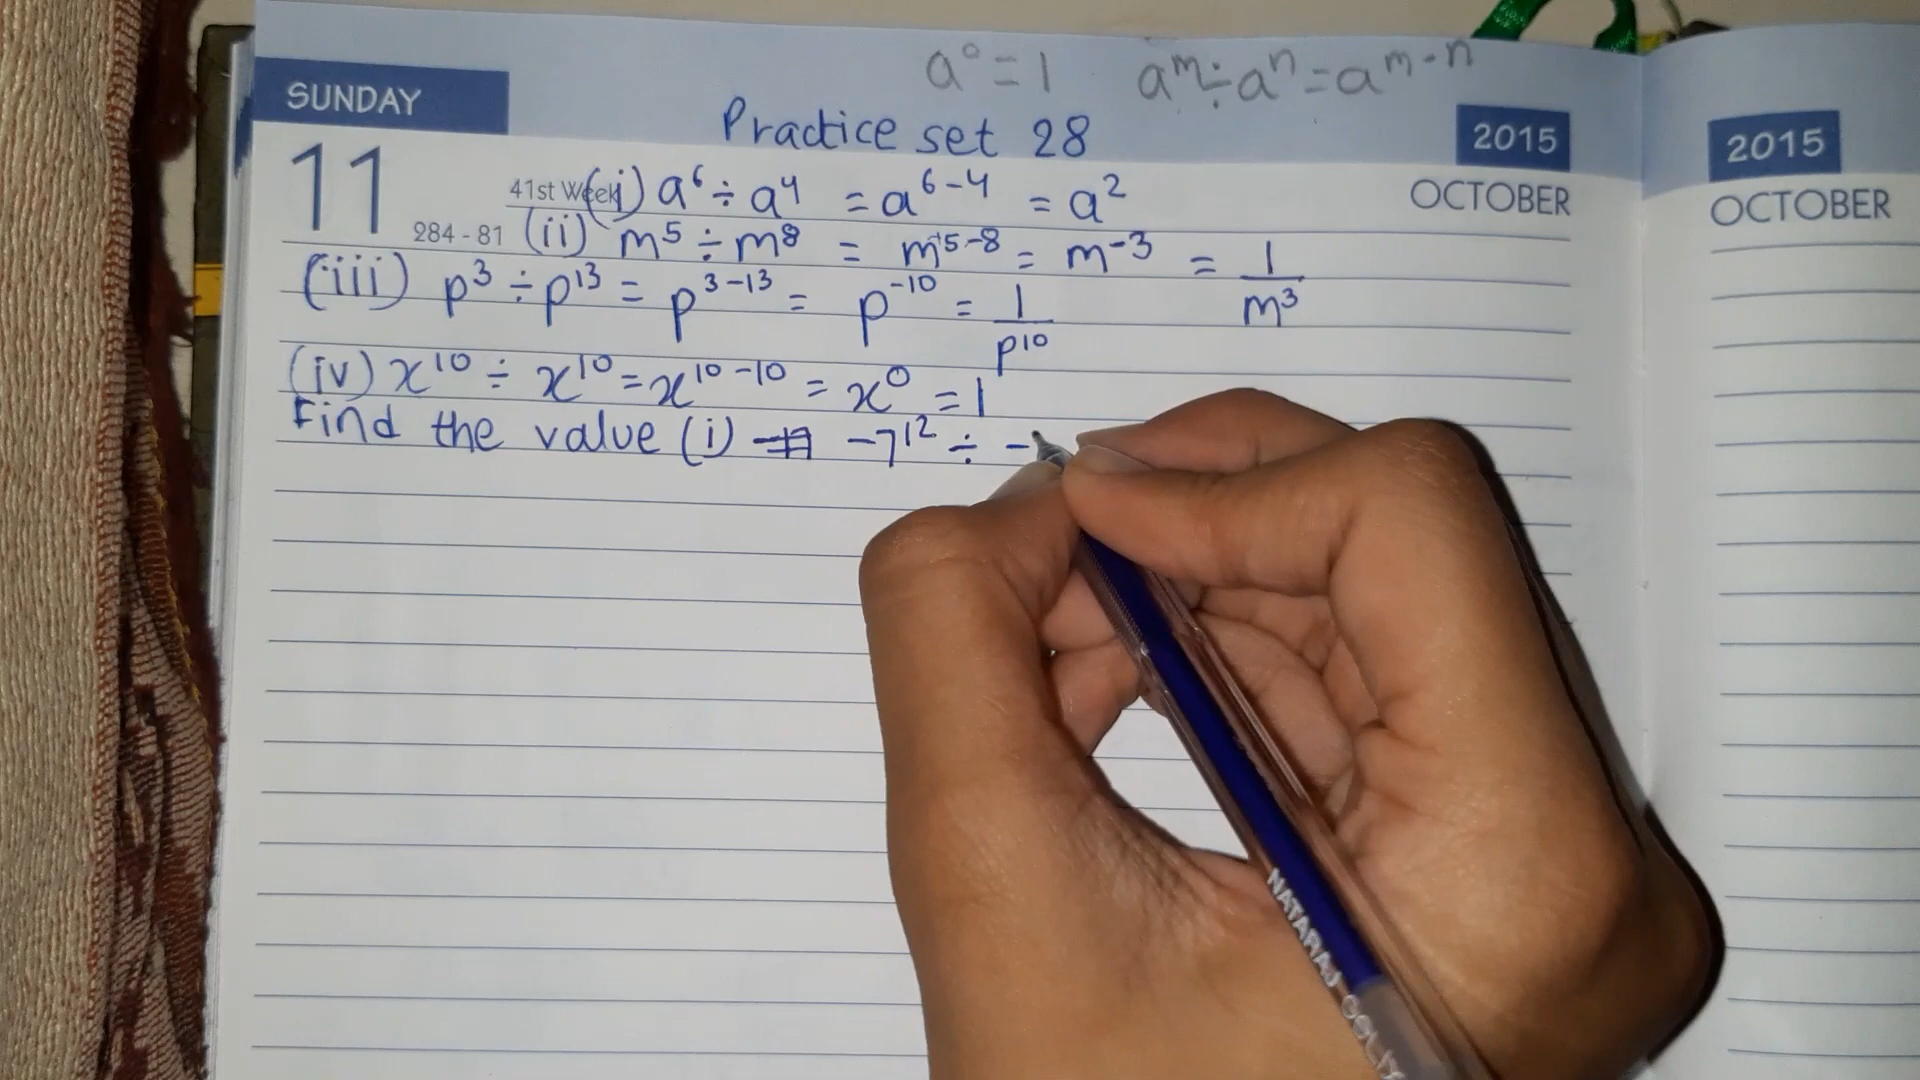 a⁰ = 1 aᵐ ÷ aⁿ = aᵐ⁻ⁿ
SUNDAY
Practice set 28
2015
2015
11
41st Week
(i) a⁶ ÷ a⁴ = a⁶⁻⁴ = a²
OCTOBER
OCTOBER
284 - 81
(ii) m⁵ ÷ m⁸ = m⁵⁻⁸ = m⁻³ = 1/m³
(iii) p³ ÷ p¹³ = p³⁻¹³ = p⁻¹⁰ = 1/p¹⁰
(iv) x¹⁰ ÷ x¹⁰ = x¹⁰⁻¹⁰ = x⁰ = 1
Find the value (i) -7¹² ÷ -
NATARAJ